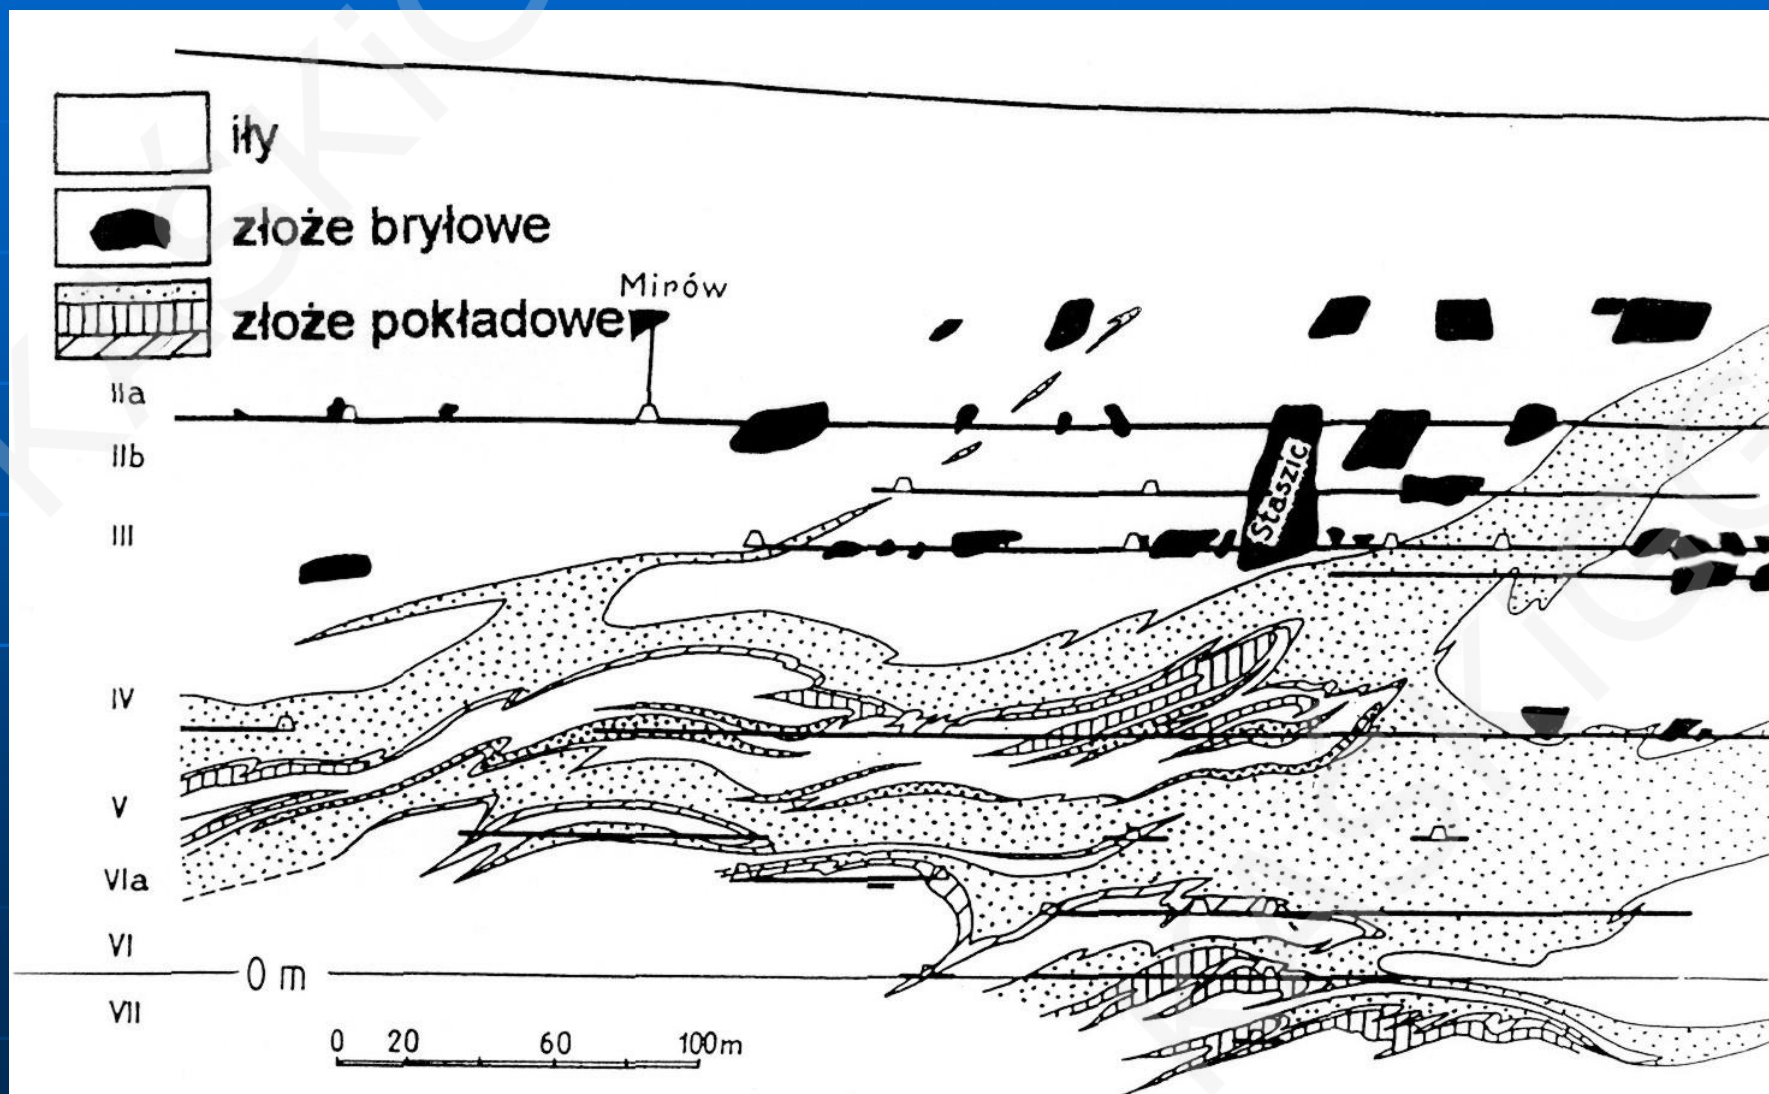 iły
złoże bryłowe
złoże pokładowe
Mirów
IIa
IIb
Staszic
III
IV
V
VIa
VI
0 m
VII
0 20 60 100m